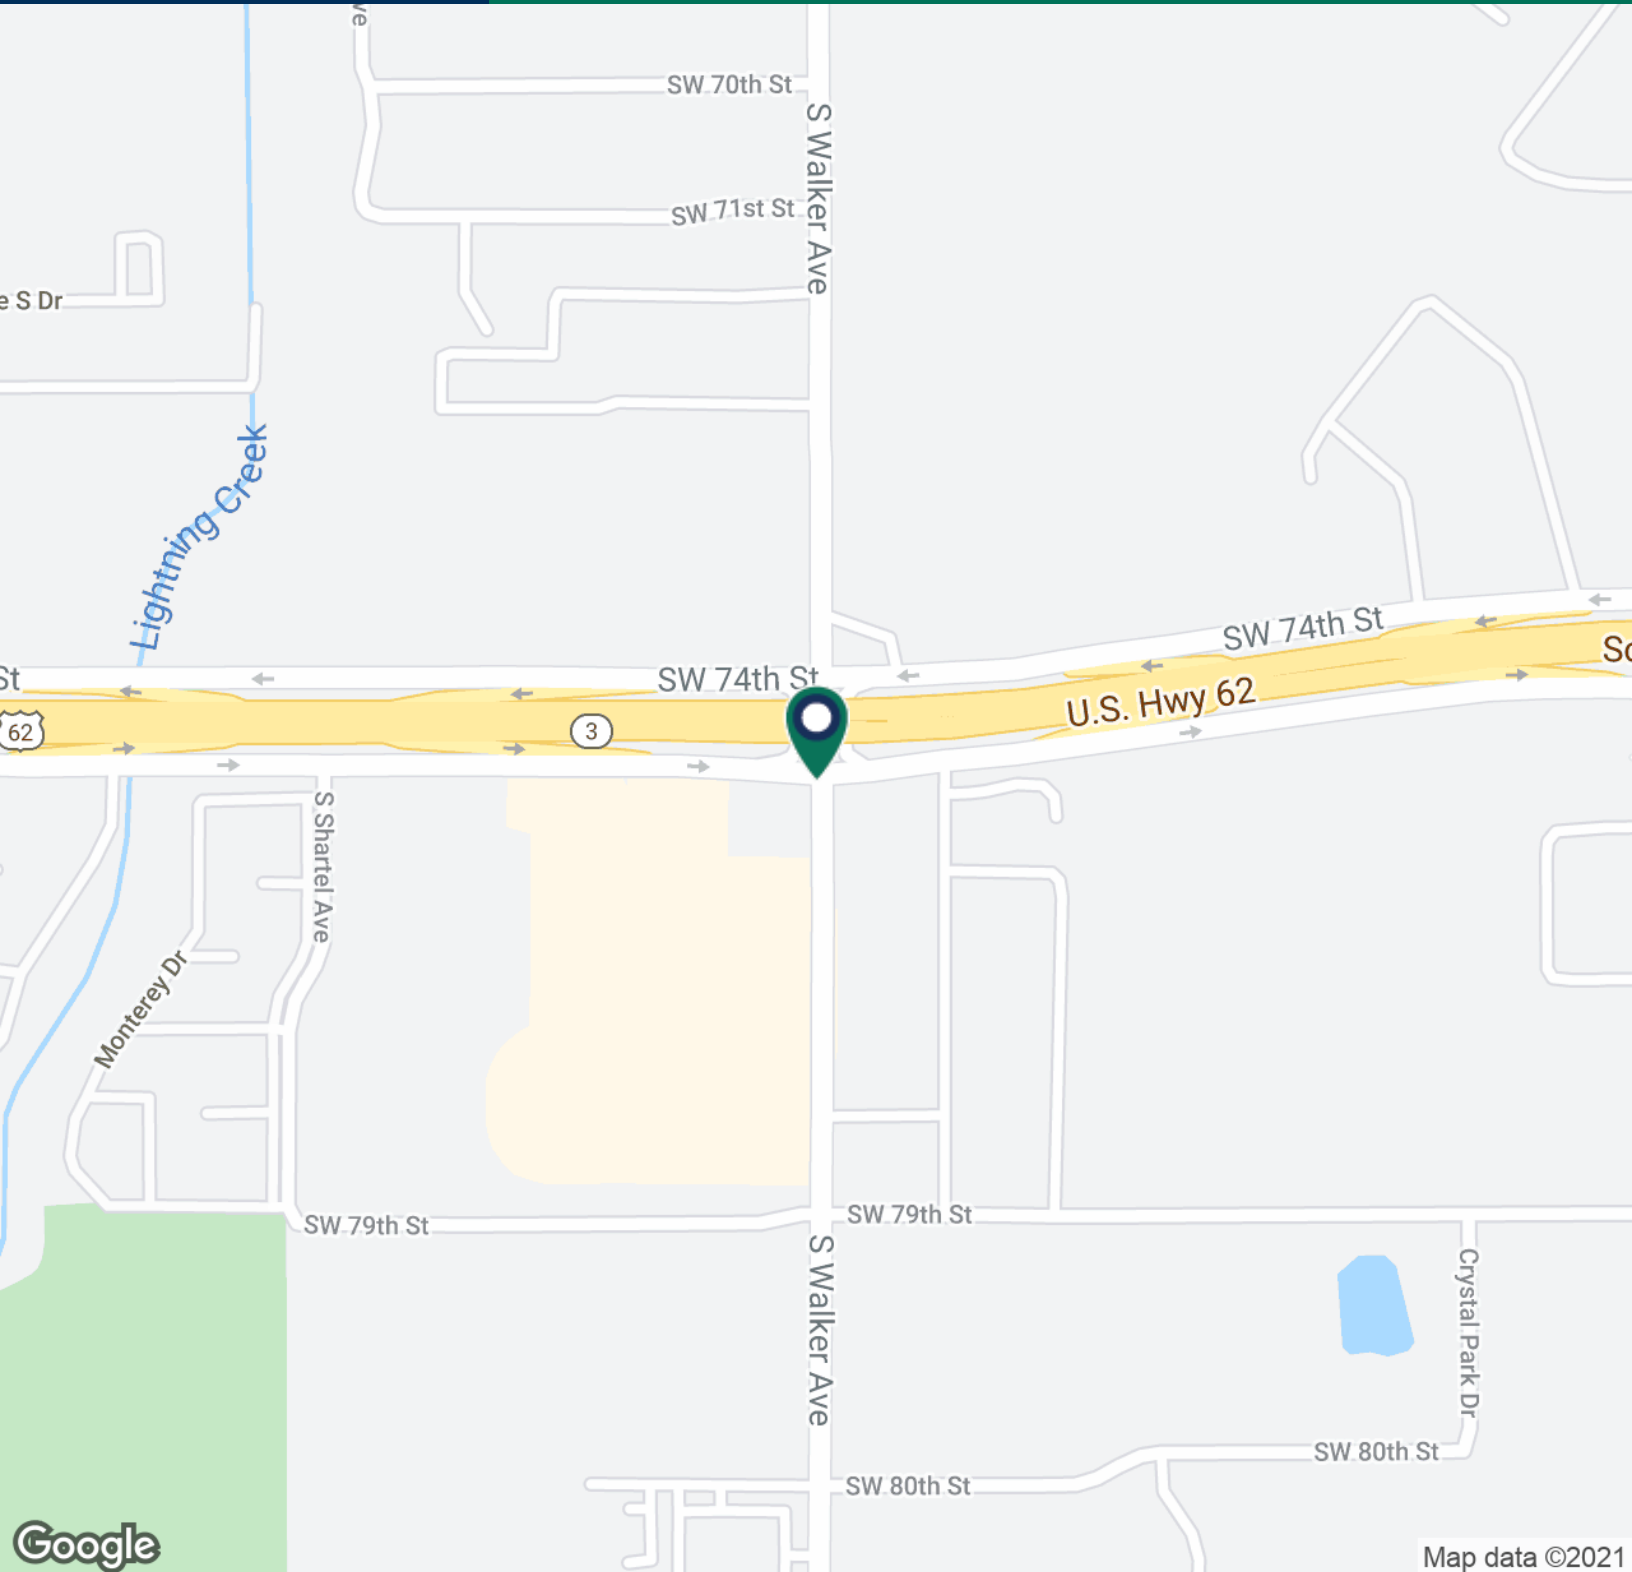 ve
SW 70th St
S Walker Ave
SW 71st St
e S Dr
Lightning Creek
SW 74th St
St
SW 74th St
So
U.S. Hwy 62
62
3
S Shartel Ave
Monterey Dr
SW 79th St
SW 79th St
S Walker Ave
Crystal Park Dr
SW 80th St
SW 80th St
Google
Map data ©2021